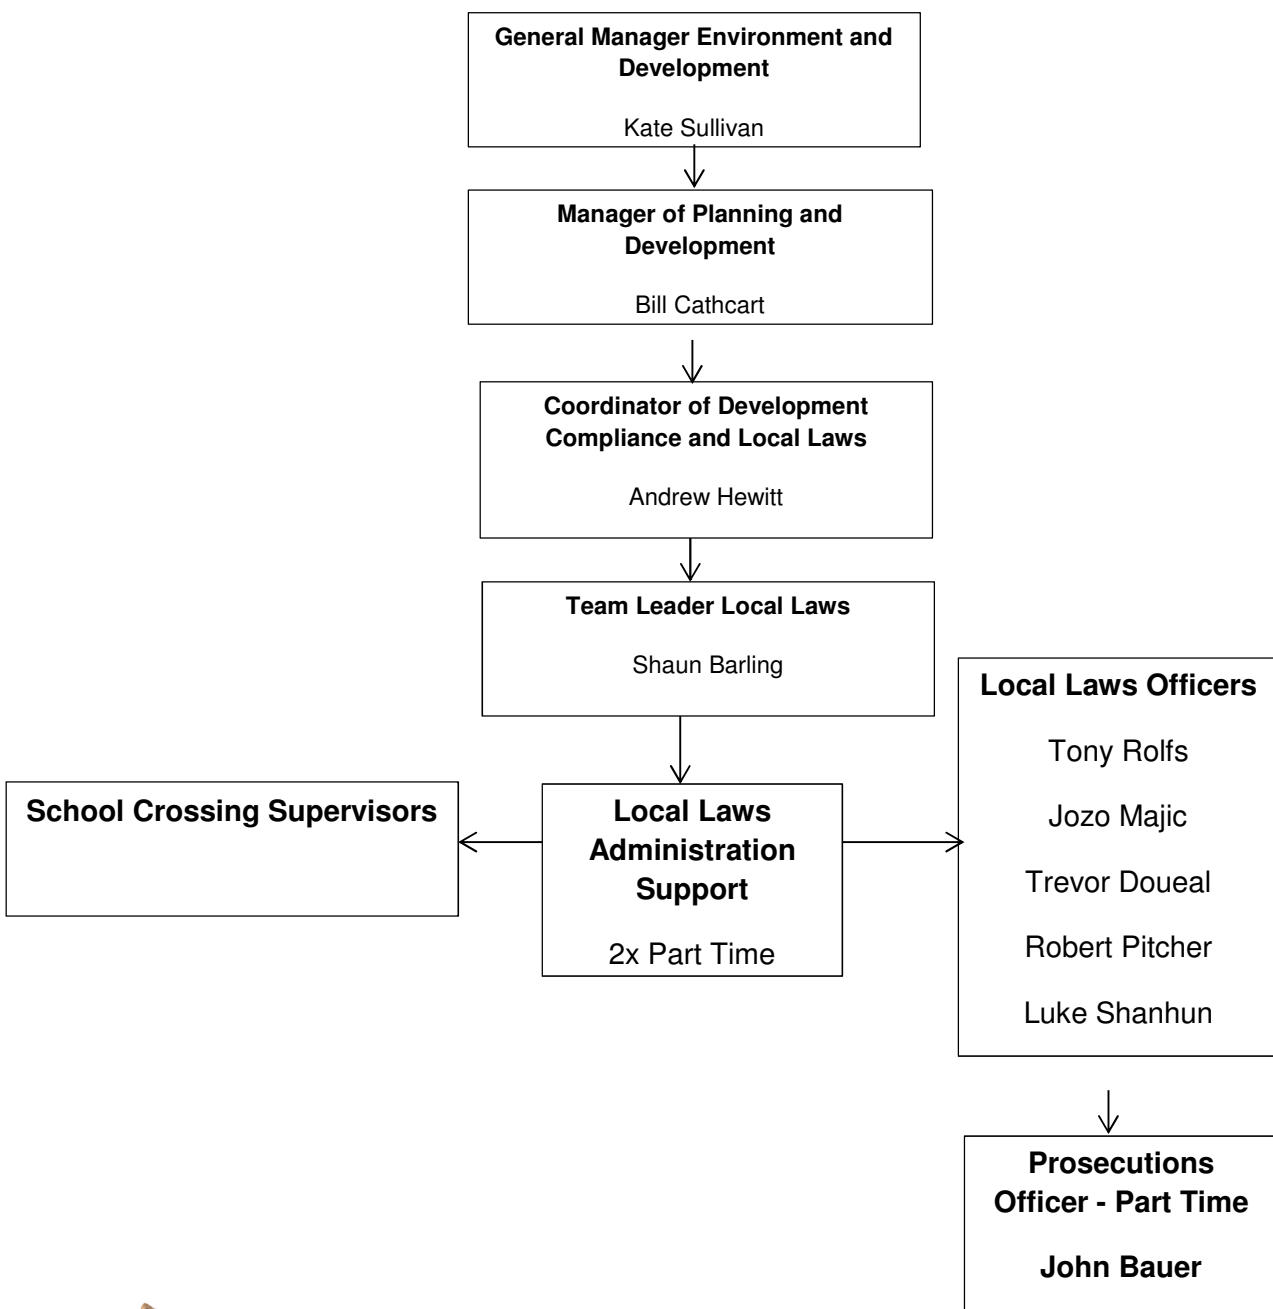 General Manager Environment and
Development
Kate Sullivan
Manager of Planning and
Development
Bill Cathcart
Coordinator of Development
Compliance and Local Laws
Andrew Hewitt
Team Leader Local Laws
Shaun Barling
School Crossing Supervisors
Local Laws
Administration
Support
2x Part Time
Local Laws Officers
Tony Rolfs
Jozo Majic
Trevor Doueal
Robert Pitcher
Luke Shanhun
Prosecutions
Officer - Part Time
John Bauer